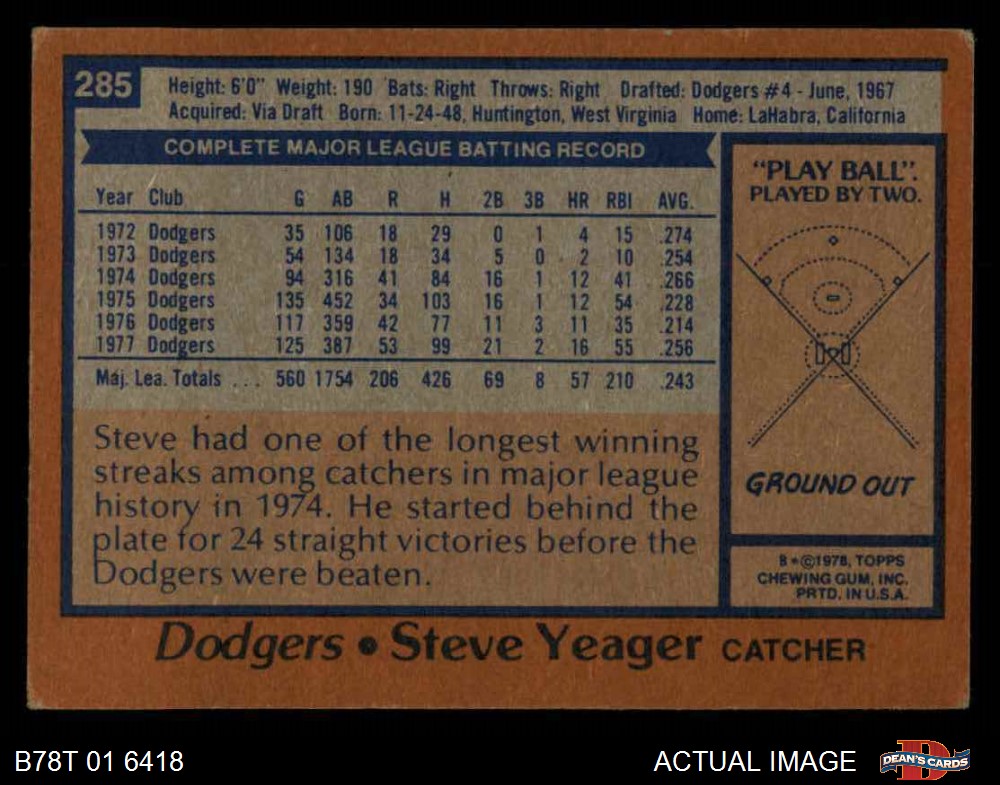 285
Height: 6'0" Weight: 190 Bats: Right Throws: Right Drafted: Dodgers #4 - June, 1967
Acquired: Via Draft Born: 11-24-48, Huntington, West Virginia Home: LaHabra, California
COMPLETE MAJOR LEAGUE BATTING RECORD
Year Club G AB R H 2B 3B HR RBI AVG.
1972 Dodgers 35 106 18 29 0 1 4 15 .274
1973 Dodgers 54 134 18 34 5 0 2 10 .254
1974 Dodgers 94 316 41 84 16 1 12 41 .266
1975 Dodgers 135 452 34 103 16 1 12 54 .228
1976 Dodgers 117 359 42 77 11 3 11 35 .214
1977 Dodgers 125 387 53 99 21 2 16 55 .256
Maj. Lea. Totals ... 560 1754 206 426 69 8 57 210 .243
Steve had one of the longest winning
streaks among catchers in major league
history in 1974. He started behind the
plate for 24 straight victories before the
Dodgers were beaten.
"PLAY BALL".
PLAYED BY TWO.
GROUND OUT
B*©1978, TOPPS
CHEWING GUM, INC.
PRTD. IN U.S.A.
Dodgers • Steve Yeager CATCHER
B78T 01 6418
ACTUAL IMAGE
D
DEAN'S CARDS